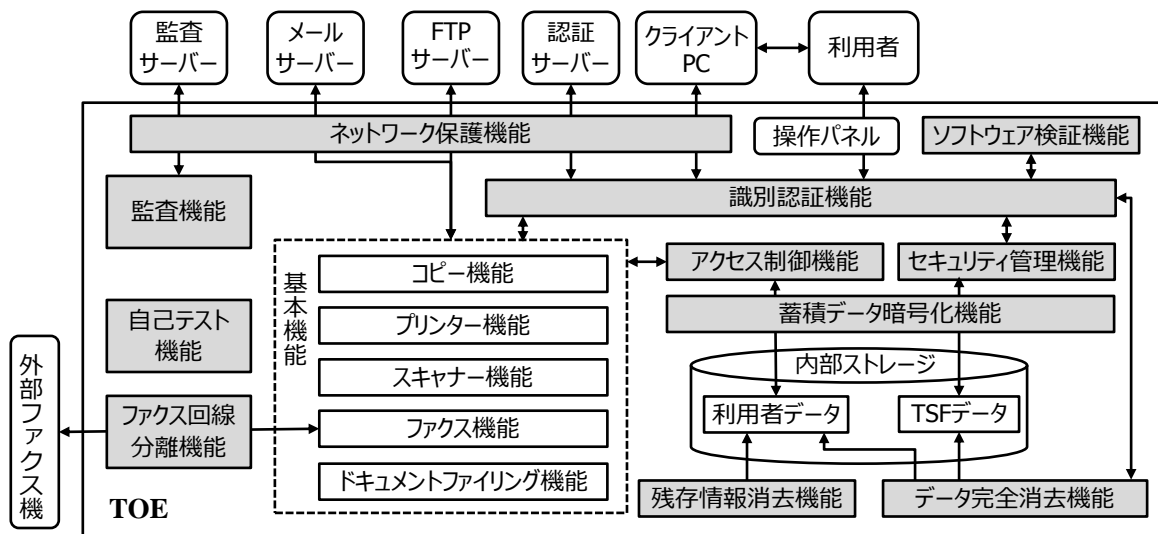 監査
サーバー
メール
サーバー
FTP
サーバー
認証
サーバー
クライアント
PC
利用者
ネットワーク保護機能
操作パネル
ソフトウェア検証機能
監査機能
識別認証機能
基本機能
コピー機能
プリンター機能
スキャナー機能
ファクス機能
ドキュメントファイリング機能
アクセス制御機能
セキュリティ管理機能
蓄積データ暗号化機能
内部ストレージ
利用者データ
TSFデータ
自己テスト
機能
外部ファックス機
ファクス回線
分離機能
残存情報消去機能
データ完全消去機能
TOE